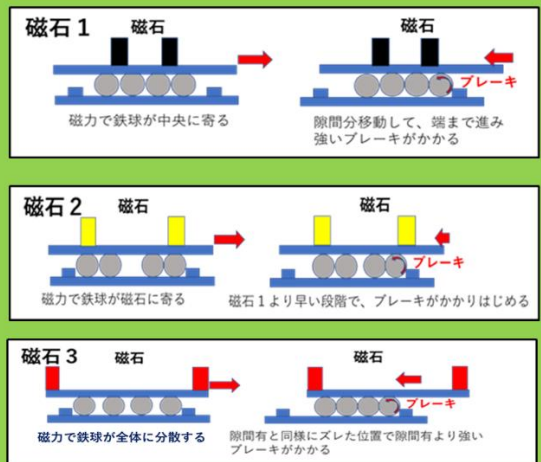 磁石1
磁石
磁石
ブレーキ
磁力で鉄球が中央に寄る
隙間分移動して、端まで進み
強いブレーキがかかる
磁石2
磁石
磁石
ブレーキ
磁力で鉄球が磁石に寄る
磁石1より早い段階で、ブレーキがかかりはじめる
磁石3
磁石
磁石
ブレーキ
磁力で鉄球が全体に分散する
隙間有と同様にズレた位置で隙間有より強い
ブレーキがかかる